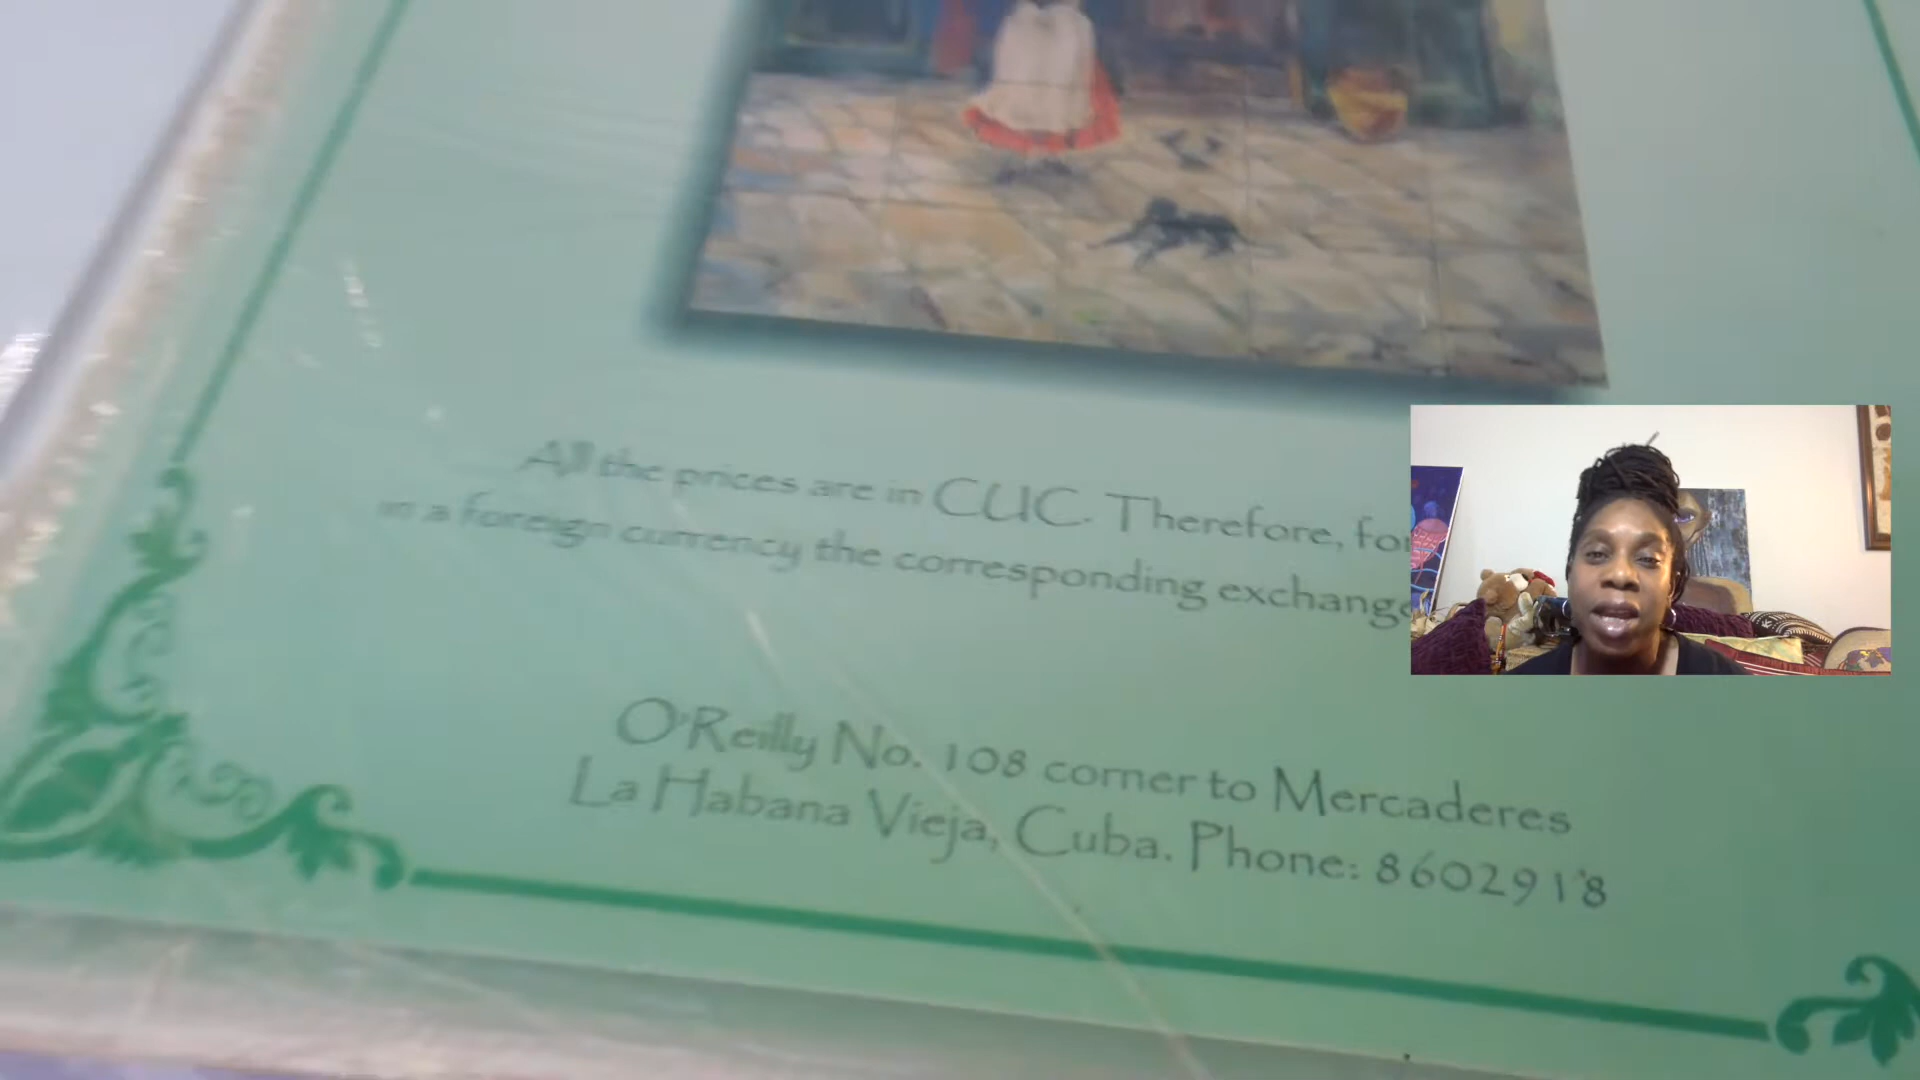 All the prices are in CUC. Therefore, for
in a foreign currency the corresponding exchange
O'Reilly No. 108 corner to Mercaderes
La Habana Vieja, Cuba. Phone: 8602918